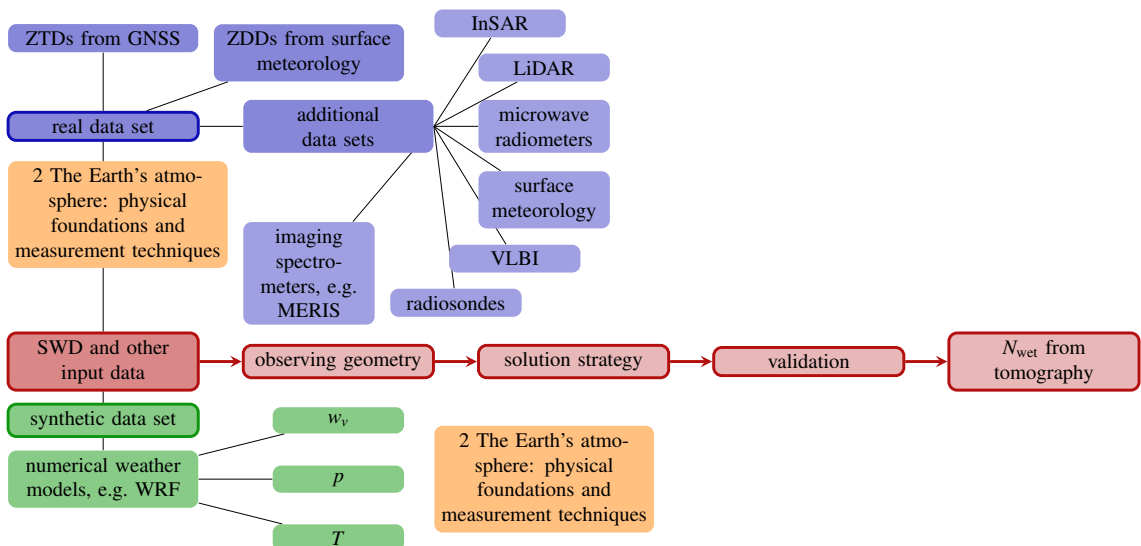 InSAR
ZTDs from GNSS
ZDDs from surface
meteorology
LiDAR
real data set
additional
data sets
microwave
radiometers
2 The Earth's atmo-
sphere: physical
foundations and
measurement techniques
surface
meteorology
imaging
spectro-
meters, e.g.
MERIS
VLBI
radiosondes
SWD and other
input data
observing geometry
solution strategy
validation
N_wet from
tomography
synthetic data set
w_v
numerical weather
models, e.g. WRF
p
T
2 The Earth's atmo-
sphere: physical
foundations and
measurement techniques